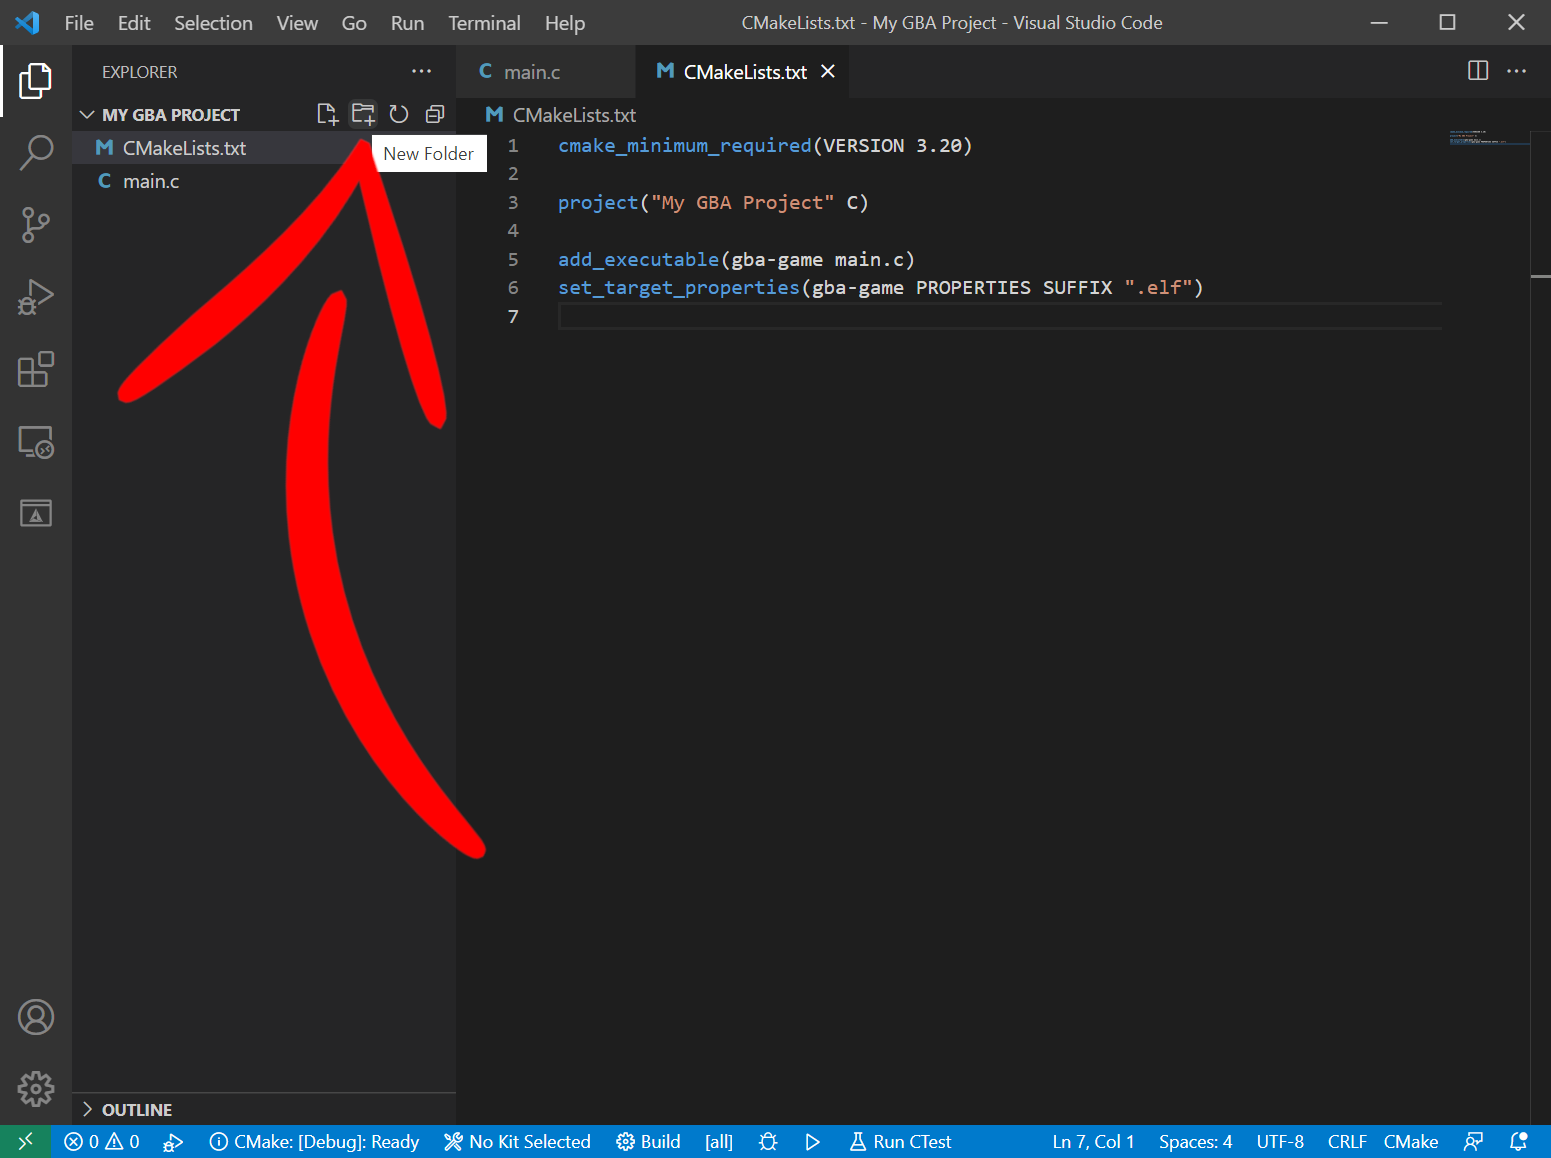 File Edit Selection View Go Run Terminal Help CMakeLists.txt - My GBA Project - Visual Studio Code
EXPLORER
MY GBA PROJECT
CMakeLists.txt
main.c
New Folder
OUTLINE
main.c CMakeLists.txt
CMakeLists.txt
1 cmake_minimum_required(VERSION 3.20)
2
3 project("My GBA Project" C)
4
5 add_executable(gba-game main.c)
6 set_target_properties(gba-game PROPERTIES SUFFIX ".elf")
7
0 0 CMake: [Debug]: Ready No Kit Selected Build [all] Run CTest Ln 7, Col 1 Spaces: 4 UTF-8 CRLF CMake